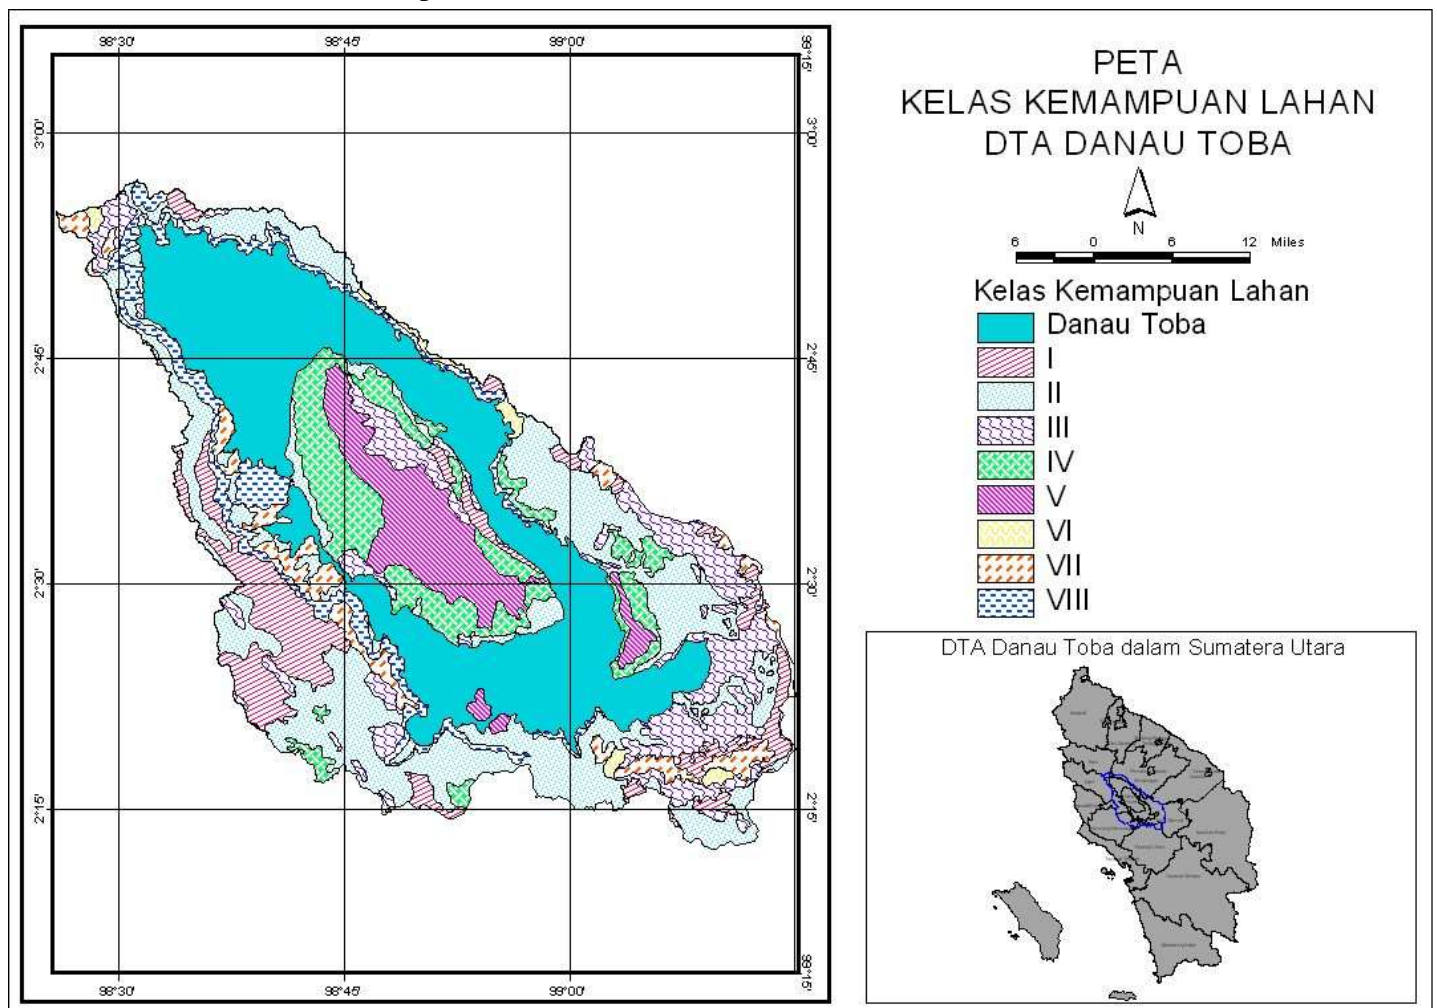 98°30' 98°45' 99°00' 99°15'
3°00' 3°00'
2°45' 2°45'
2°30' 2°30'
2°15' 2°15'
98°30' 98°45' 99°00' 99°15'
PETA
KELAS KEMAMPUAN LAHAN
DTA DANAU TOBA
N
6 0 6 12 Miles
Kelas Kemampuan Lahan
Danau Toba
I
II
III
IV
V
VI
VII
VIII
DTA Danau Toba dalam Sumatera Utara